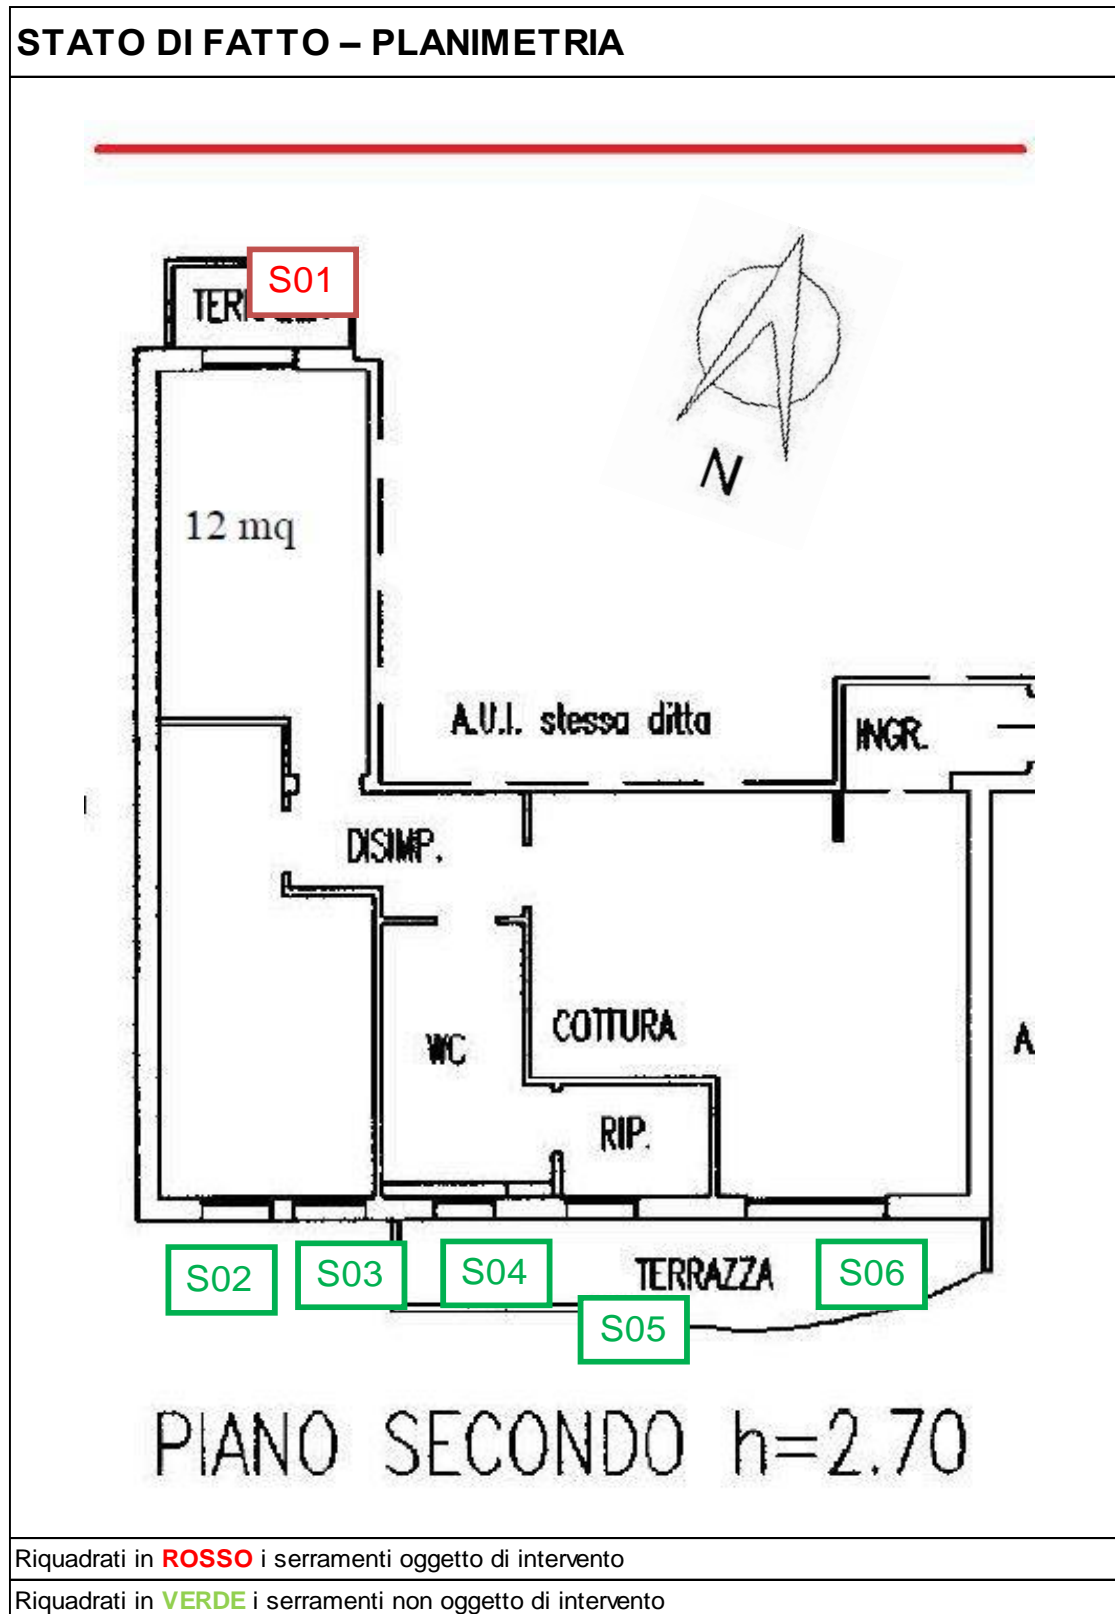 STATO DI FATTO – PLANIMETRIA
S01
N
12 mq
A.U.I. stessa ditta
INGR.
DISIMP.
COTTURA
WC
A.
RIP.
S02
S03
S04
TERRAZZA
S06
S05
PIANO SECONDO h=2.70
Riquadrati in ROSSO i serramenti oggetto di intervento
Riquadrati in VERDE i serramenti non oggetto di intervento